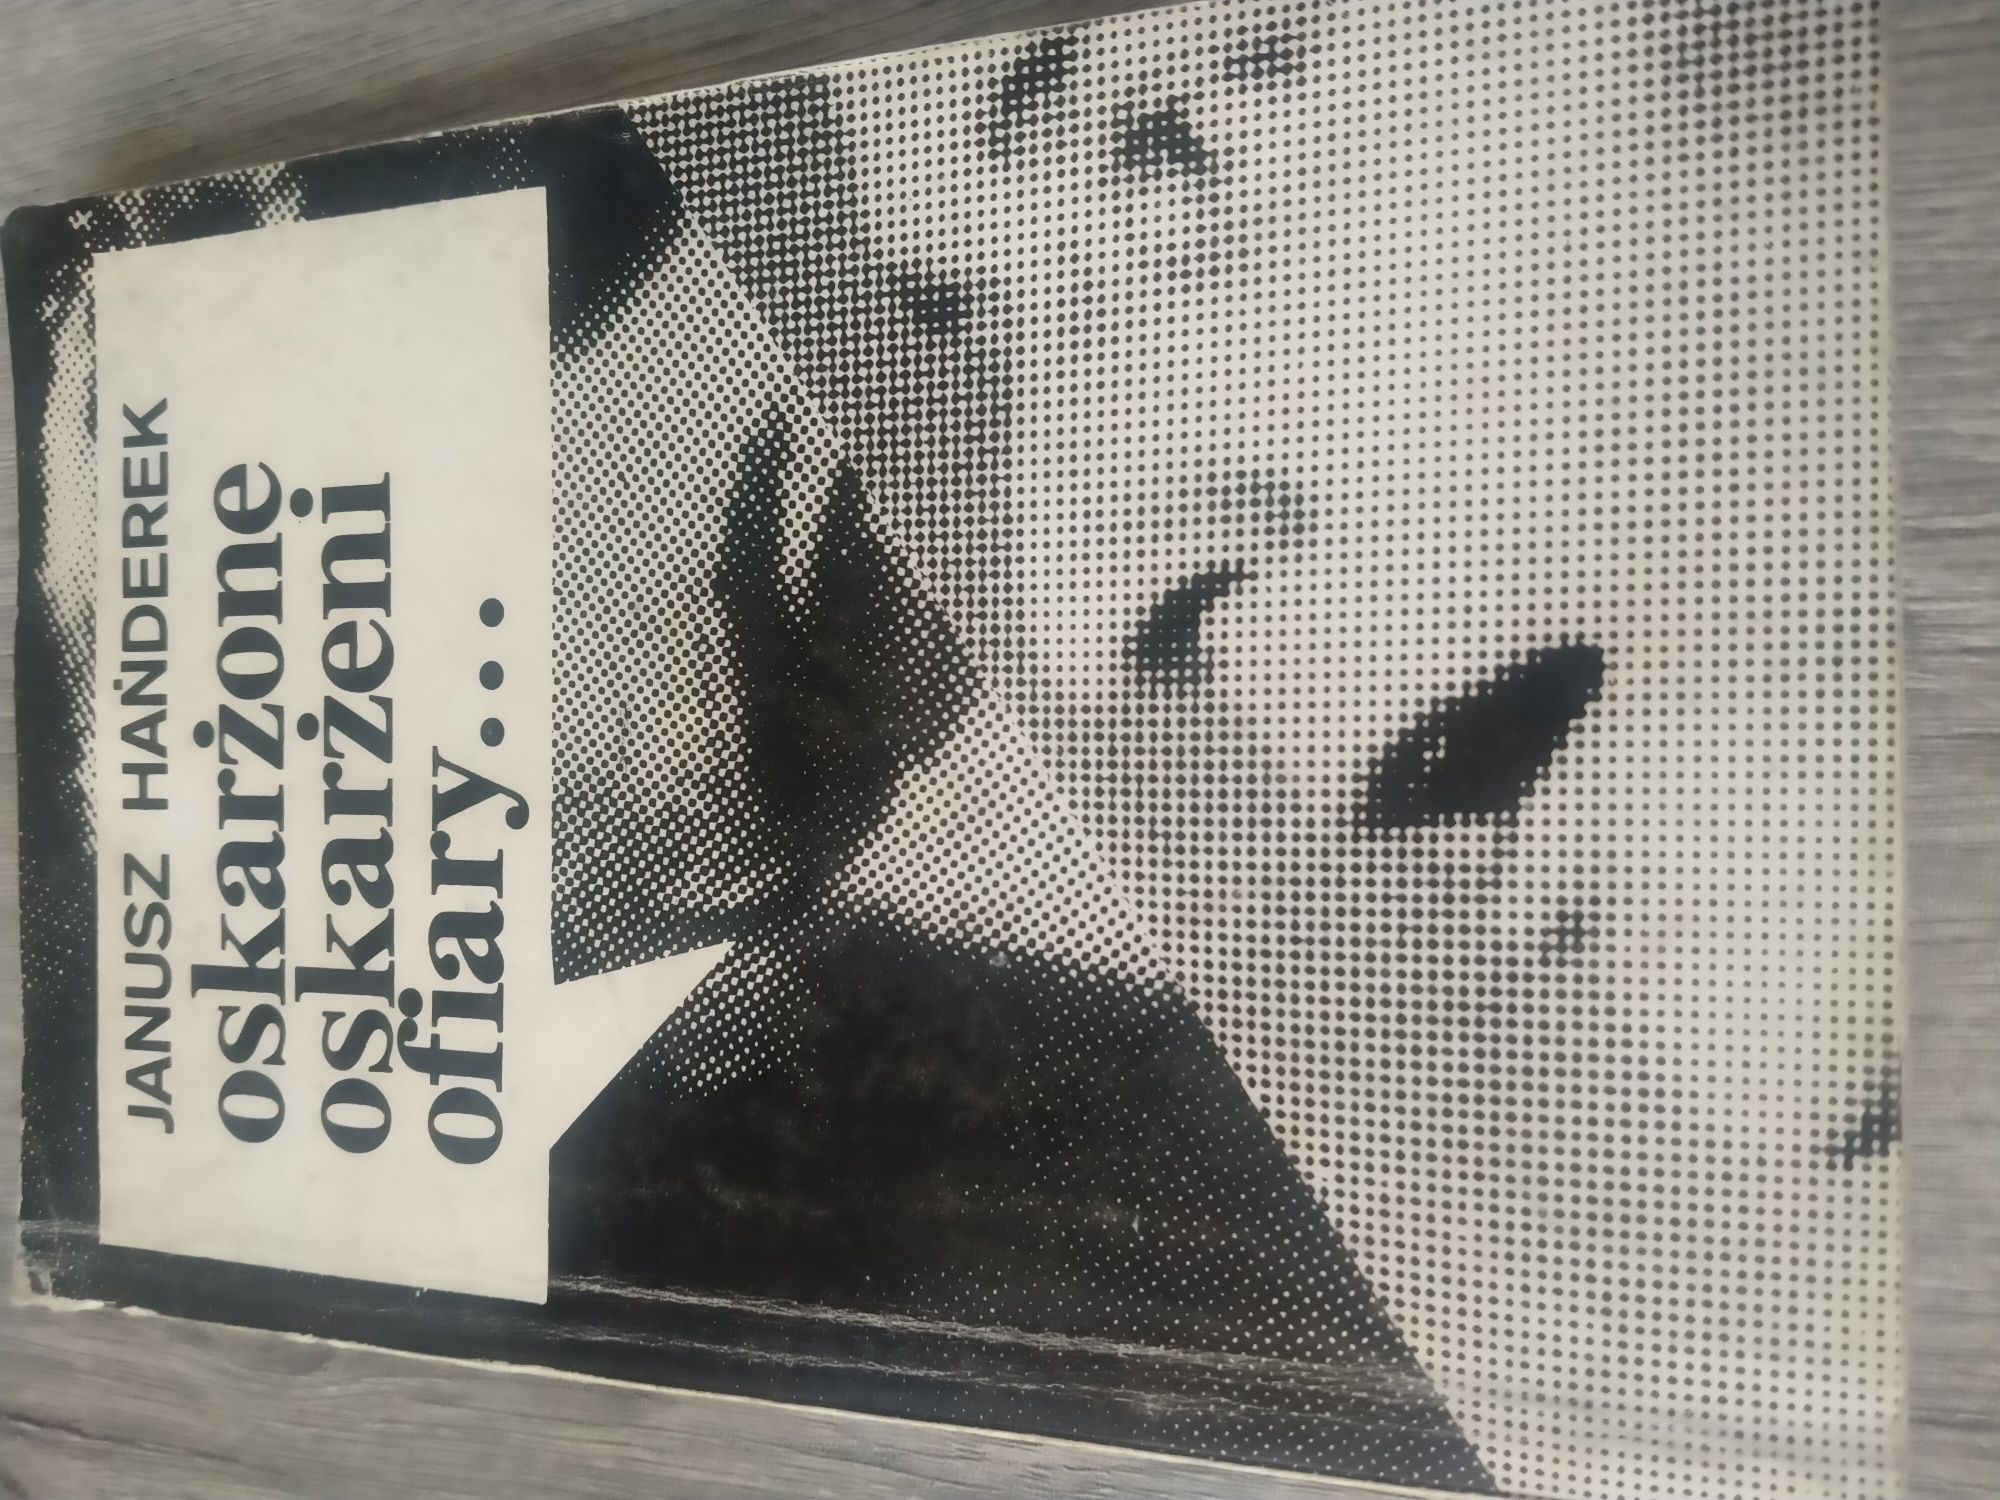 JANUSZ HAŃDEREK
oskarżone
oskarżeni
ofiary...